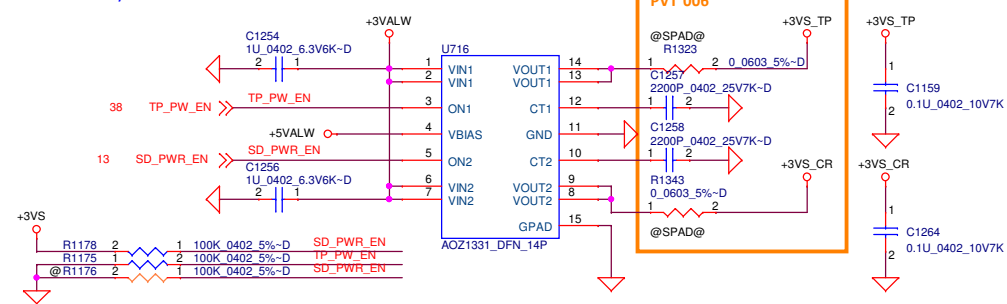 PVT 006
+3VALW
+3VS_TP
+3VS_TP
C1254
1U_0402_6.3V6K~D
2 1
U716
@SPAD@
R1323
1 2 0_0603_5%~D
1 VIN1 VOUT1 14
2 VIN1 VOUT1 13
C1257
2200P_0402_25V7K~D
1
C1159
0.1U_0402_10V7K
2
38 TP_PW_EN TP_PW_EN 3 ON1 CT1 12 1 2
+5VALW 4 VBIAS GND 11
C1258
2200P_0402_25V7K~D
13 SD_PWR_EN SD_PWR_EN 5 ON2 CT2 10 1 2
+3VS_CR
+3VS_CR
C1256
1U_0402_6.3V6K~D
2 1
6 VIN2 VOUT2 9
7 VIN2 VOUT2 8
R1343
0_0603_5%~D
1 2
@SPAD@
GPAD 15
AOZ1331_DFN_14P
1
C1264
0.1U_0402_10V7K
2
+3VS
R1178 2 1 100K_0402_5%~D SD_PWR_EN
R1175 1 2 100K_0402_5%~D TP_PW_EN
@R1176 2 1 100K_0402_5%~D SD_PWR_EN